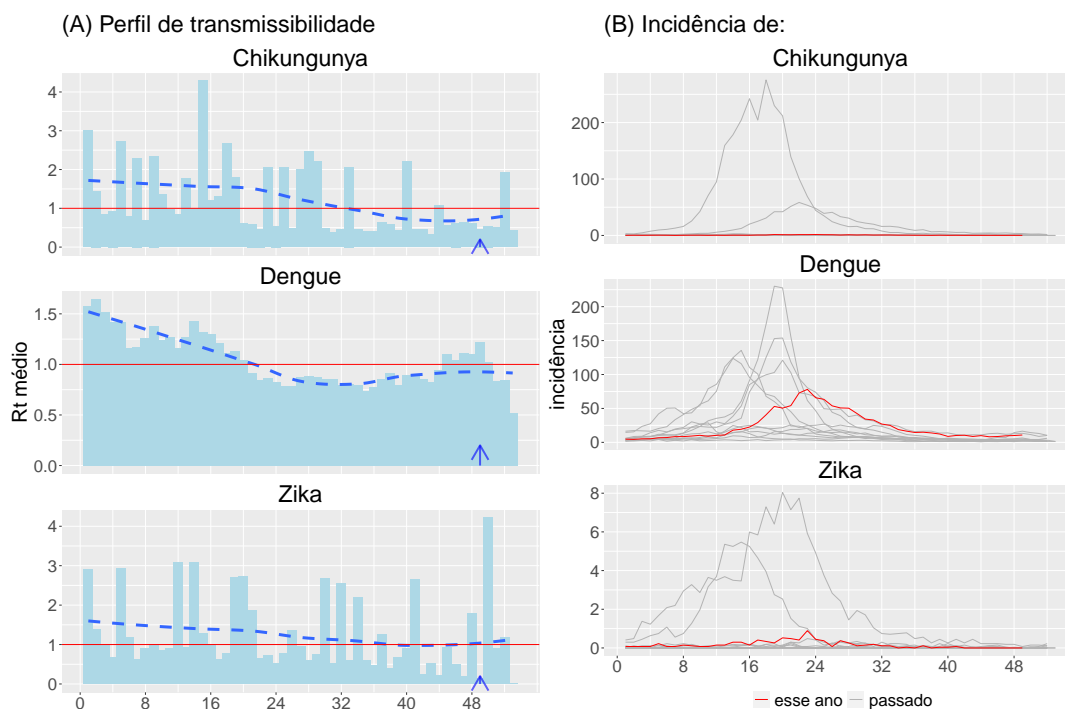 (A) Perfil de transmissibilidade
Chikungunya
4
3
2
1
0
Dengue
1.5
1.0
0.5
0.0
Zika
4
3
2
1
0
0 8 16 24 32 40 48
Rt médio
(B) Incidência de:
Chikungunya
200
100
0
Dengue
200
150
100
50
0
Zika
8
6
4
2
0
0 8 16 24 32 40 48
incidência
esse ano passado